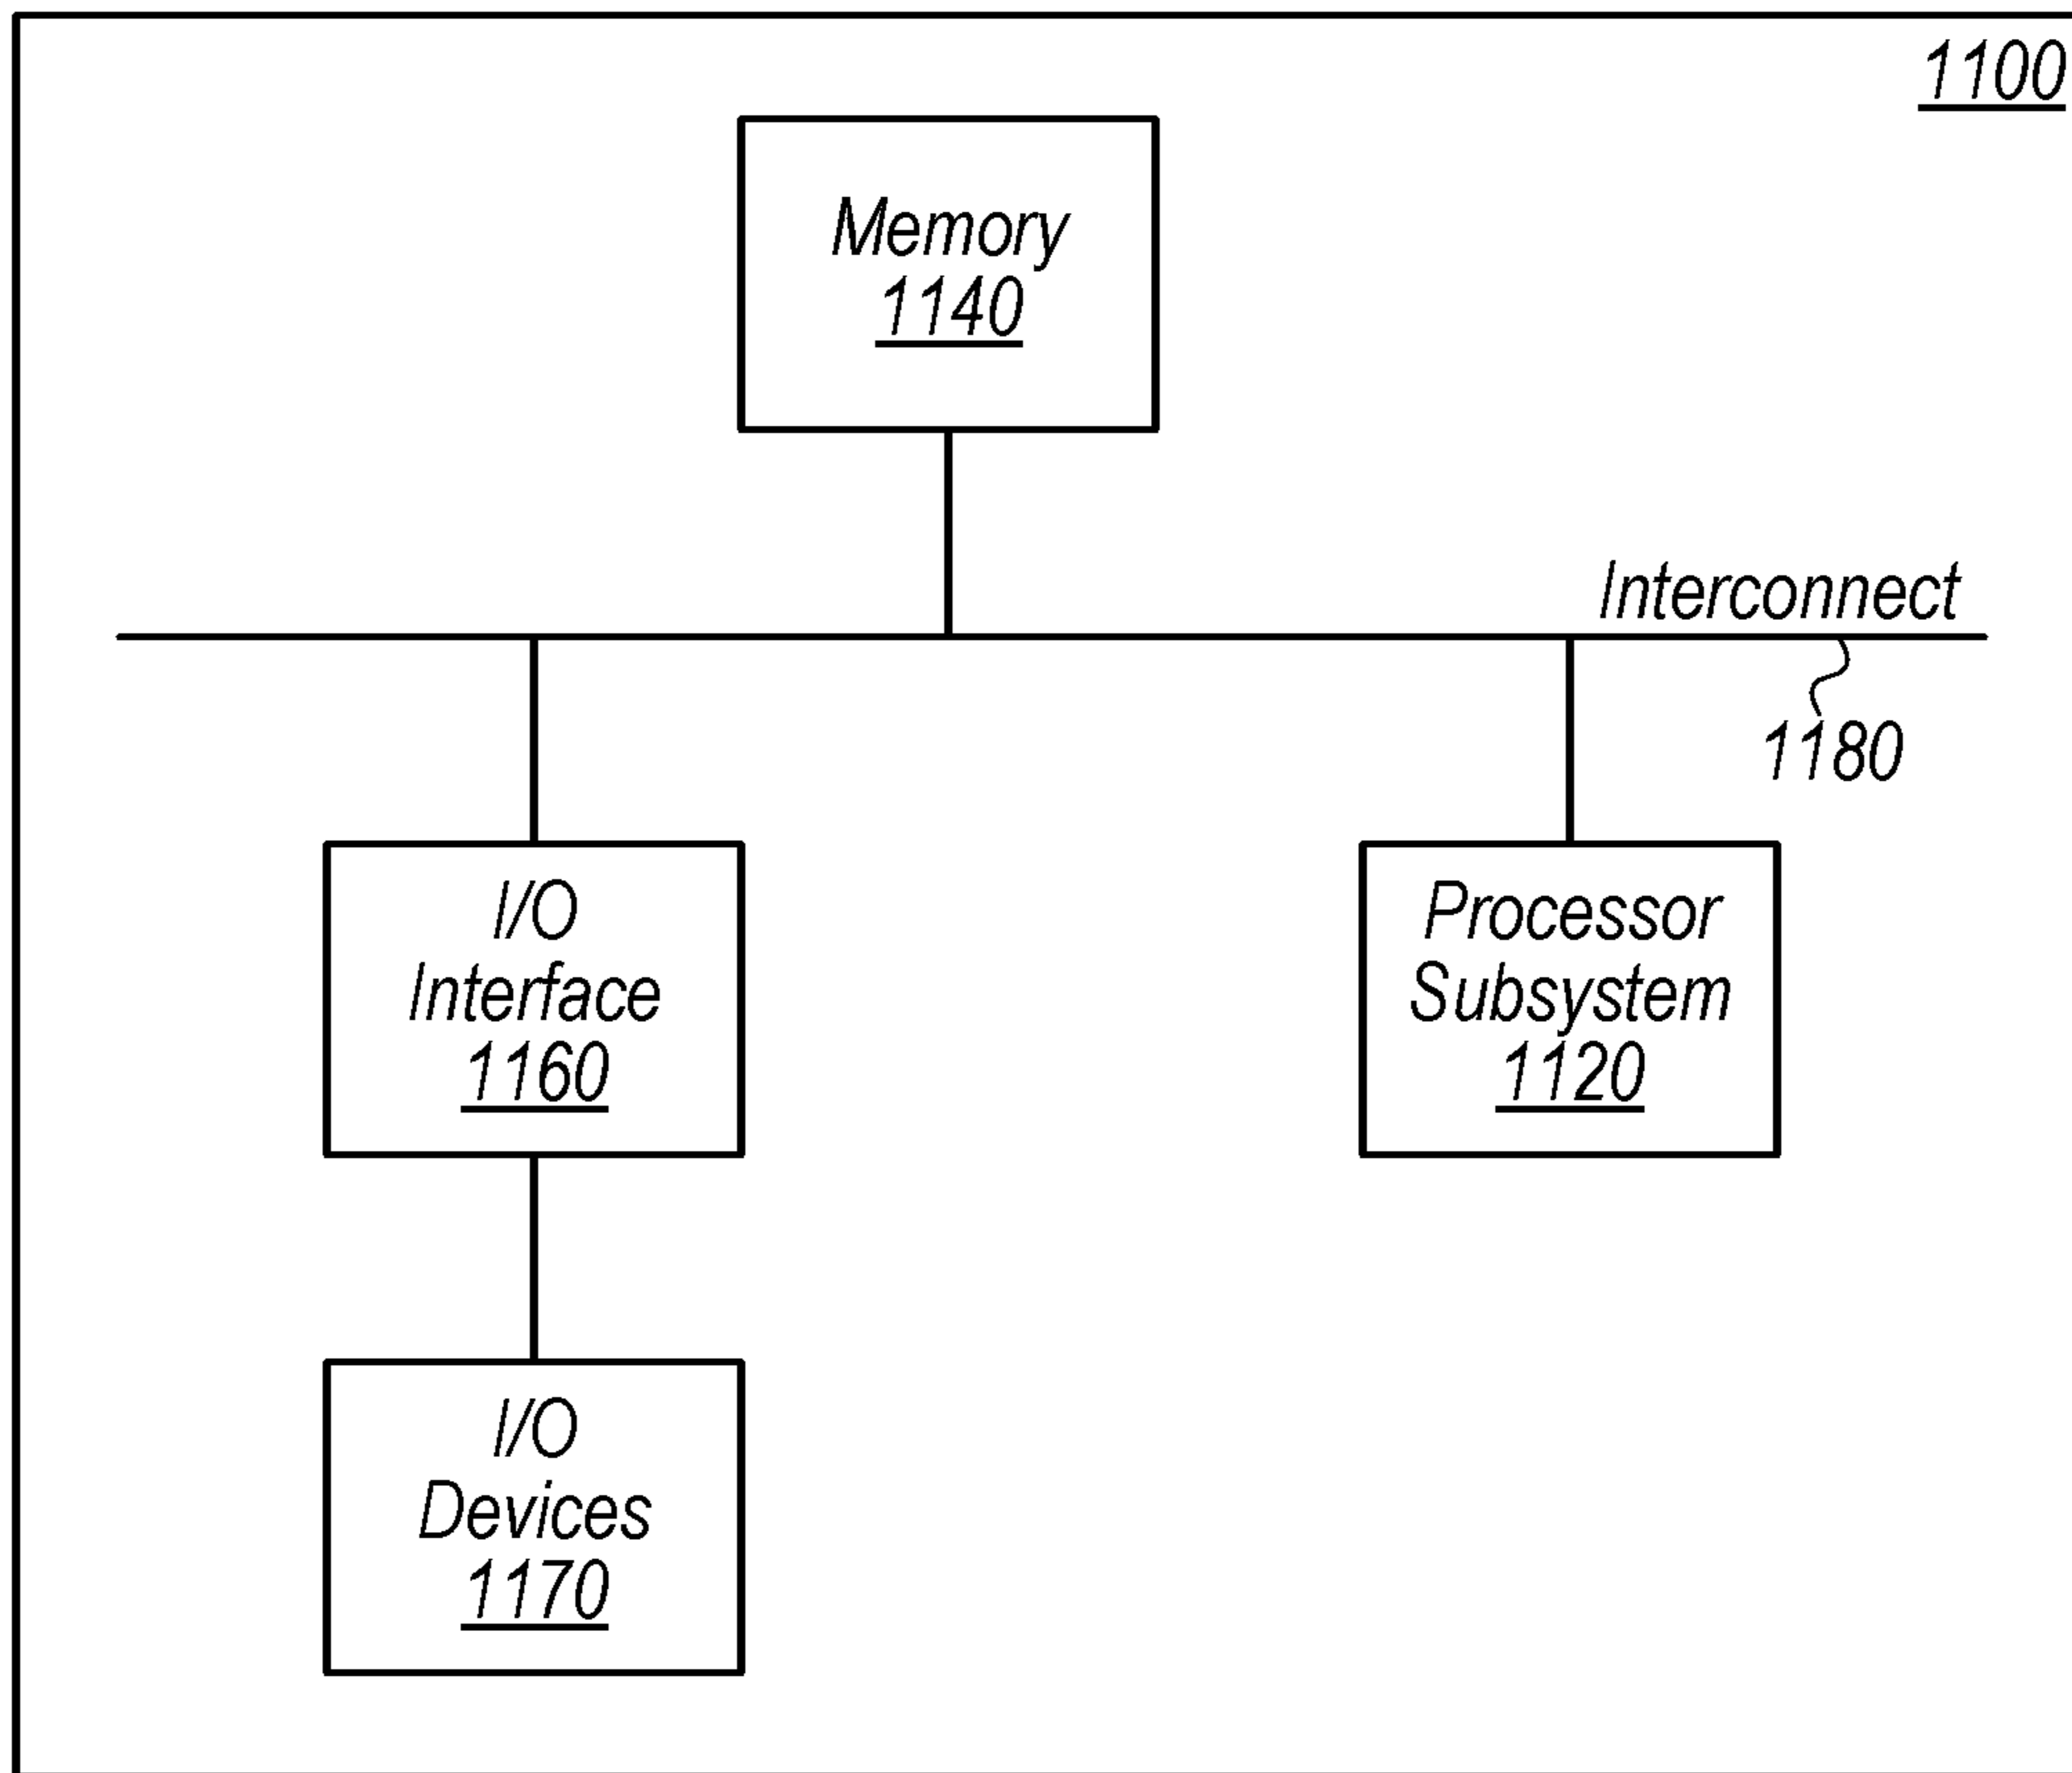 1100
Memory
1140
Interconnect
1180
I/O
Interface
1160
Processor
Subsystem
1120
I/O
Devices
1170